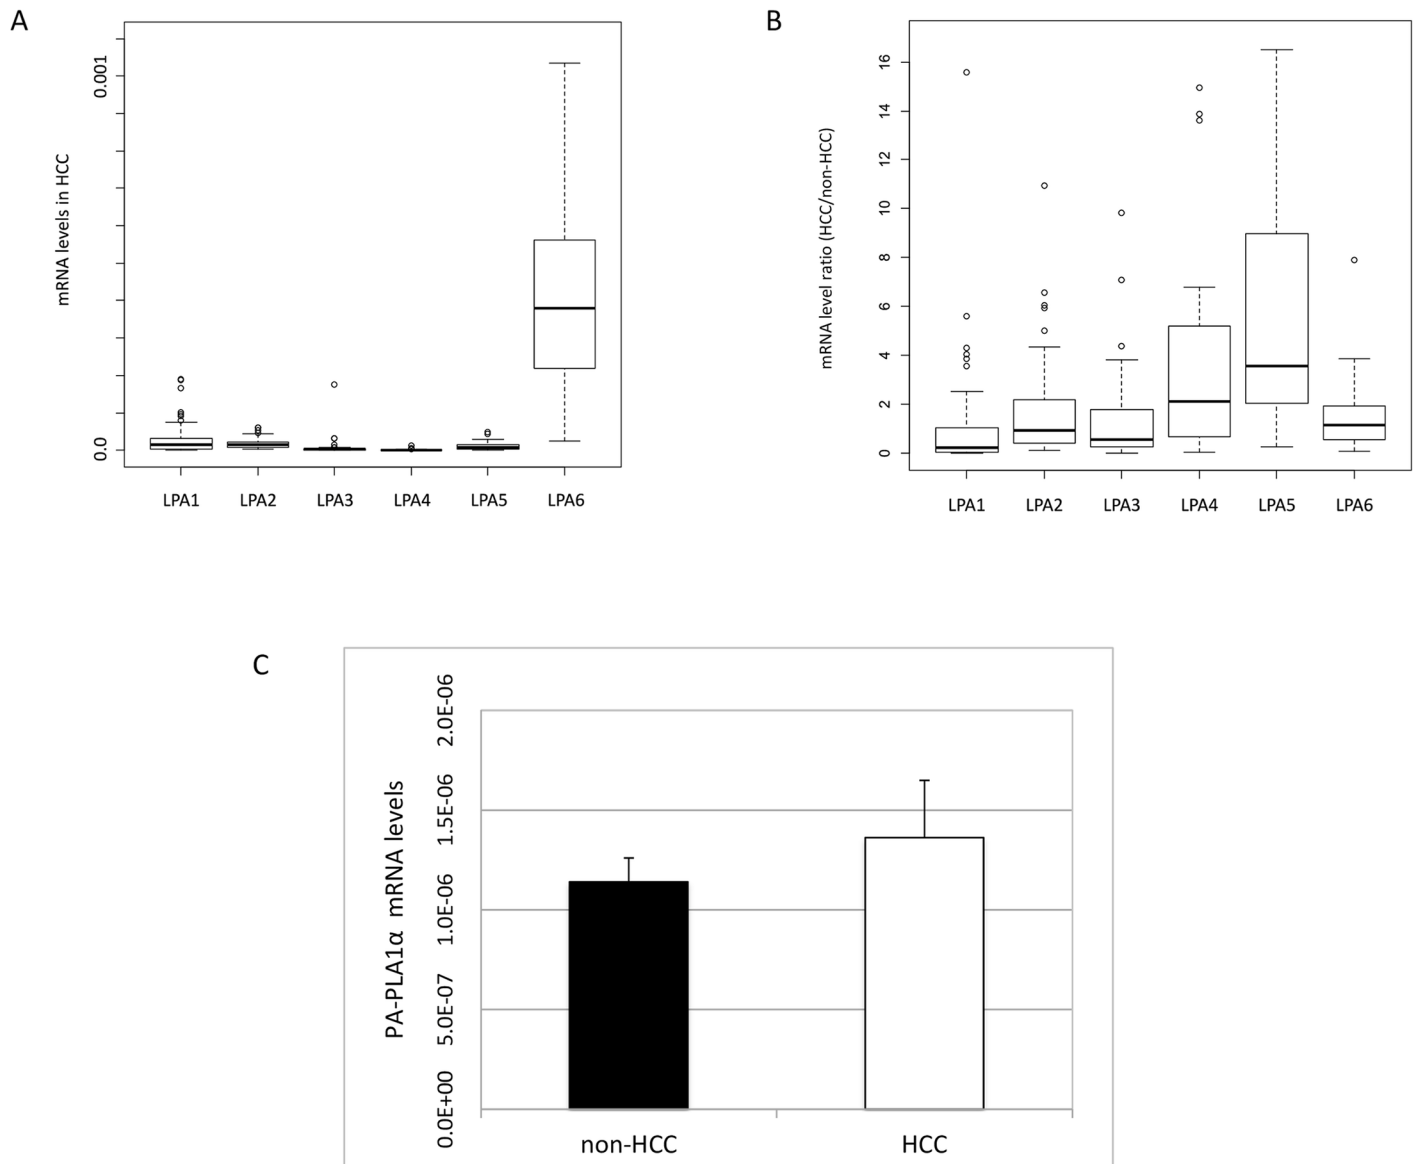 A
mRNA levels in HCC
0.001
0.0
LPA1 LPA2 LPA3 LPA4 LPA5 LPA6
B
mRNA level ratio (HCC/non-HCC)
16
14
12
10
8
6
4
2
0
LPA1 LPA2 LPA3 LPA4 LPA5 LPA6
C
PA-PLA1α mRNA levels
2.0E-06
1.5E-06
1.0E-06
5.0E-07
0.0E+00
non-HCC HCC